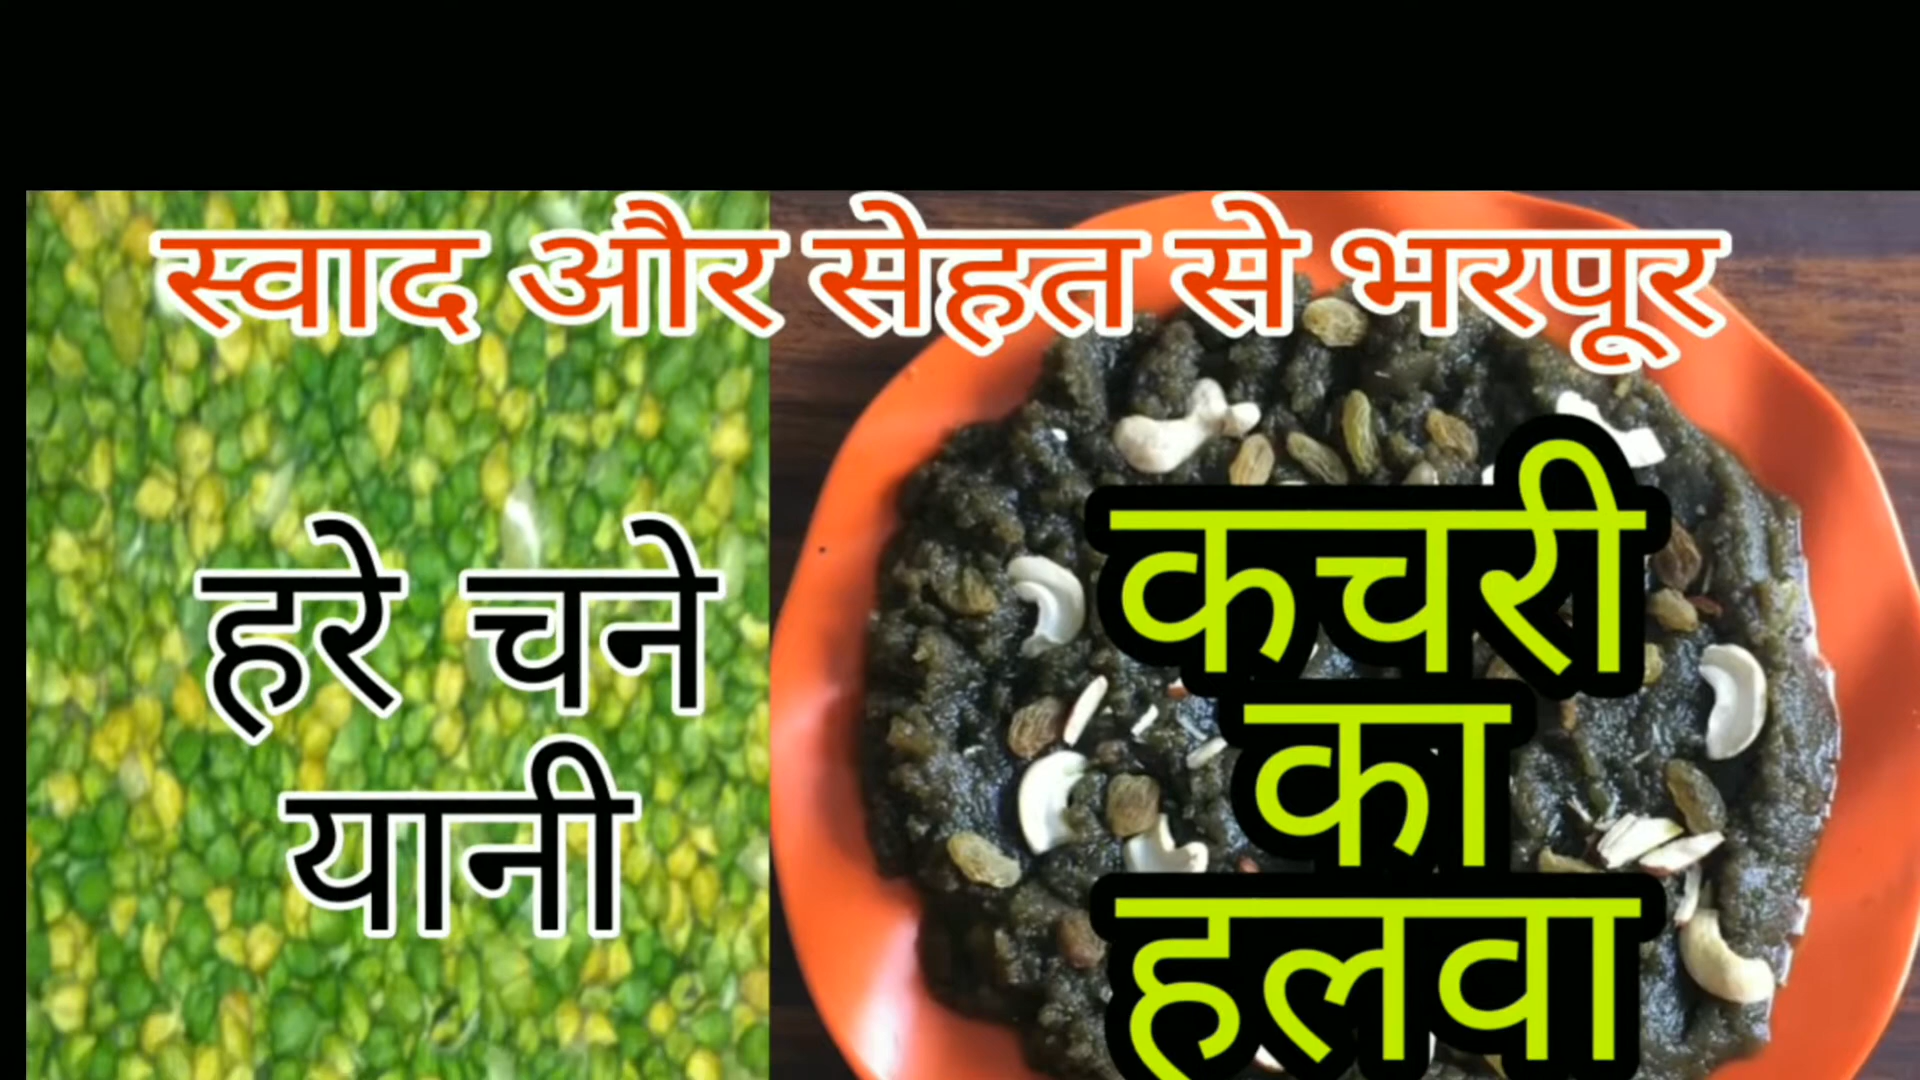 स्वाद और सेहत से भरपूर
हरे चने
यानी
कचरी
का
हलवा